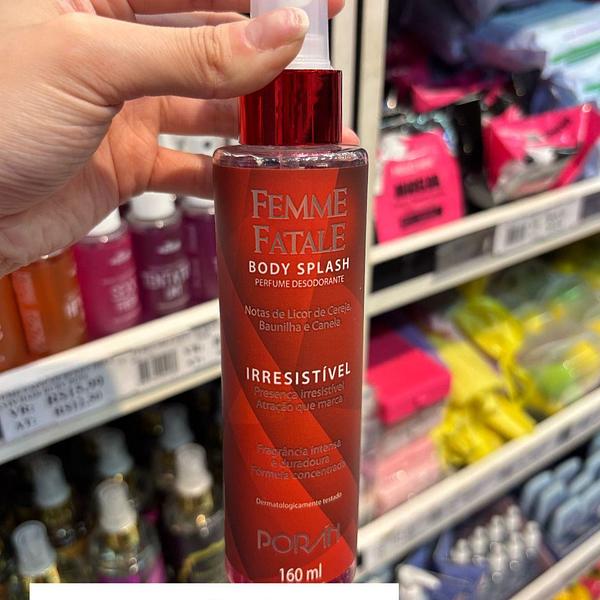 FEMME
FATALE
BODY SPLASH
PERFUME DESODORANTE
Notas de Licor de Cereja,
Baunilha e Canela
IRRESISTÍVEL
Presença irresistível
Atração que marca
Fragrância intensa
e duradoura
Fórmula concentrada
Dermatologicamente testado
PORAH
160 ml